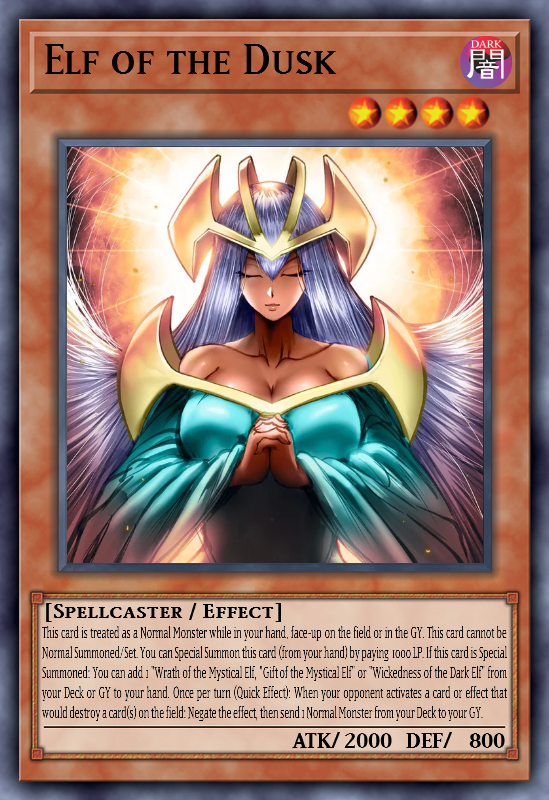 Elf of the Dusk
DARK
闇
[Spellcaster / Effect]
This card is treated as a Normal Monster while in your hand, face-up on the field or in the GY. This card cannot be
Normal Summoned/Set. You can Special Summon this card (from your hand) by paying 1000 LP. If this card is Special
Summoned: You can add 1 "Wrath of the Mystical Elf, "Gift of the Mystical Elf" or "Wickedness of the Dark Elf" from
your Deck or GY to your hand. Once per turn (Quick Effect): When your opponent activates a card or effect that
would destroy a card(s) on the field: Negate the effect, then send 1 Normal Monster from your Deck to your GY.
ATK/ 2000 DEF/ 800